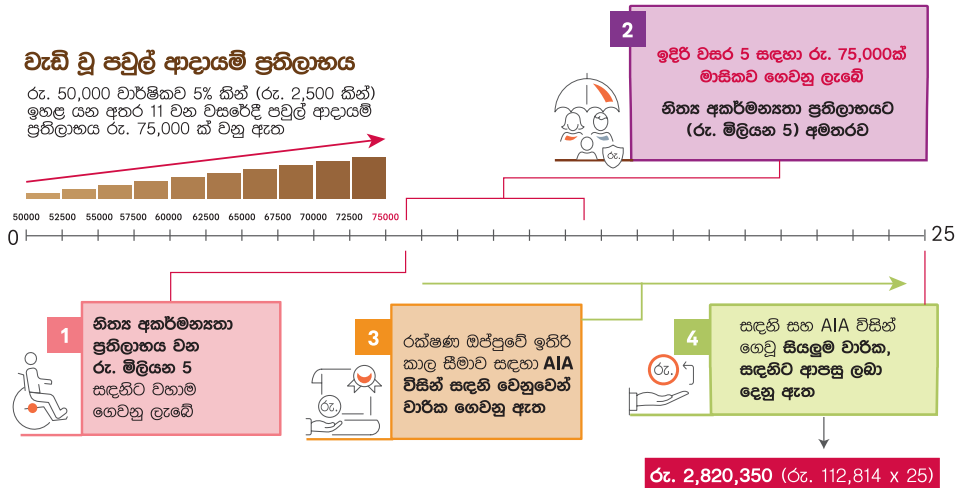 වැඩි වූ පවුල් ආදායම් ප්‍රතිලාභය
රු. 50,000 වාර්ෂිකව 5% කින් (රු. 2,500 කින්)
ඉහළ යන අතර 11 වන වසරේදී පවුල් ආදායම්
ප්‍රතිලාභය රු. 75,000 ක් වනු ඇත
2
ඉදිරි වසර 5 සඳහා රු. 75,000ක්
මාසිකව ගෙවනු ලැබේ
නිත්‍ය අකර්මන්‍යතා ප්‍රතිලාභයට
(රු. මිලියන 5) අමතරව
රු.
50000 52500 55000 57500 60000 62500 65000 67500 70000 72500 75000
0 25
1
නිත්‍ය අකර්මන්‍යතා
ප්‍රතිලාභය වන
රු. මිලියන 5
සඳනිට වහාම
ගෙවනු ලැබේ
3
රක්ෂණ ඔප්පුවේ ඉතිරි
කාල සීමාව සඳහා AIA
විසින් සඳනි වෙනුවෙන්
වාරික ගෙවනු ඇත
රු.
4
සඳනි සහ AIA විසින්
ගෙවූ සියලුම වාරික,
සඳනිට ආපසු ලබා
දෙනු ඇත
රු.
රු. 2,820,350 (රු. 112,814 x 25)